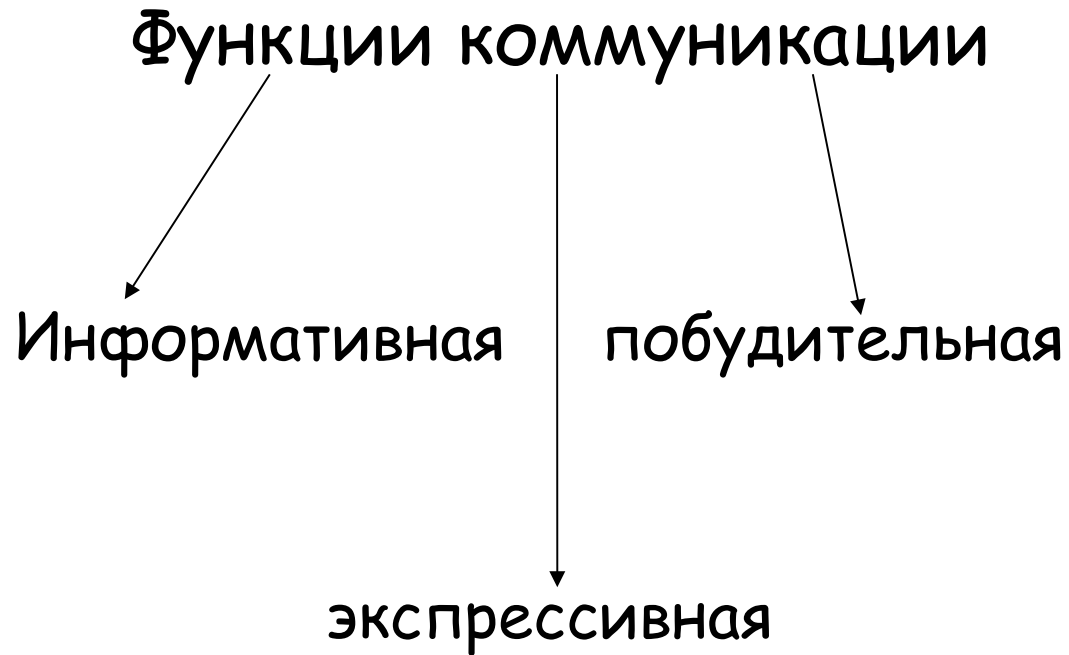 Функции коммуникации
Информативная побудительная
экспрессивная